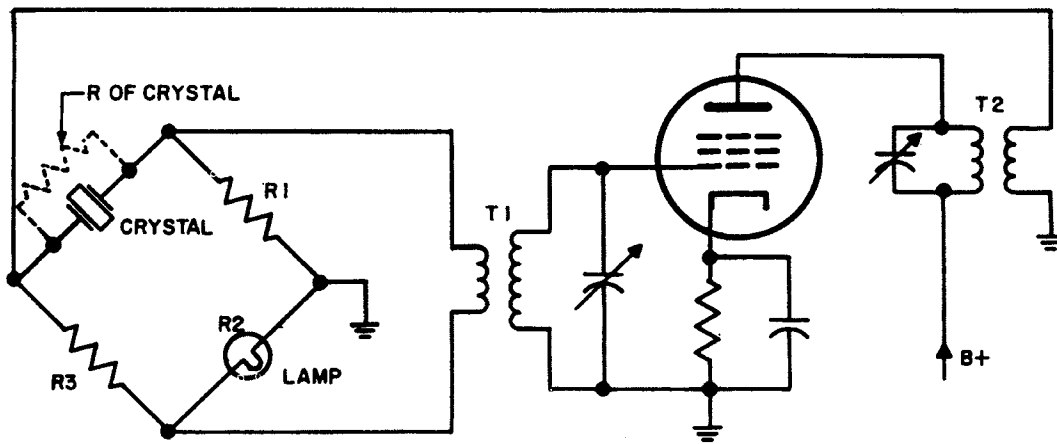 R OF CRYSTAL
R1
CRYSTAL
T1
T2
R2
R3
LAMP
B+